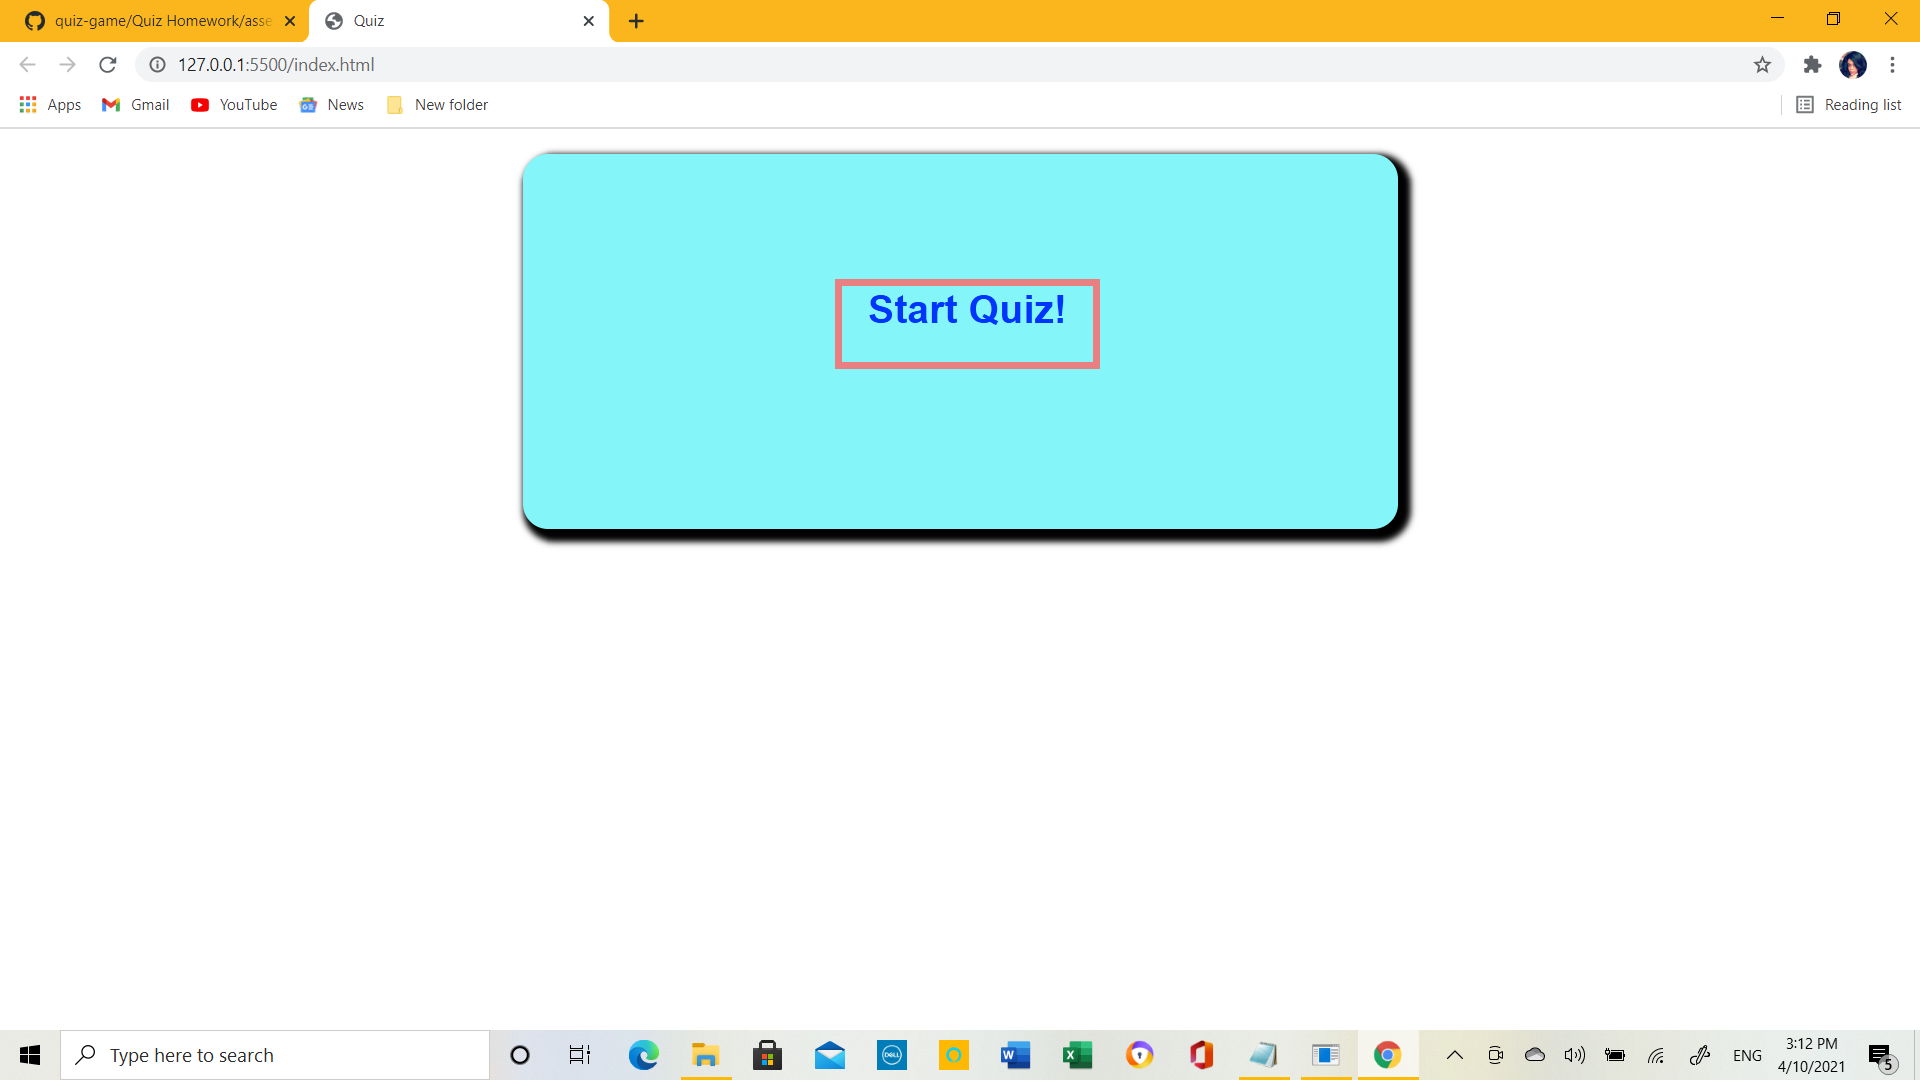 quiz-game/Quiz Homework/asse
Quiz
127.0.0.1:5500/index.html
Apps
Gmail
YouTube
News
New folder
Reading list
Start Quiz!
Type here to search
DELL
W
X
ENG
3:12 PM
4/10/2021
5